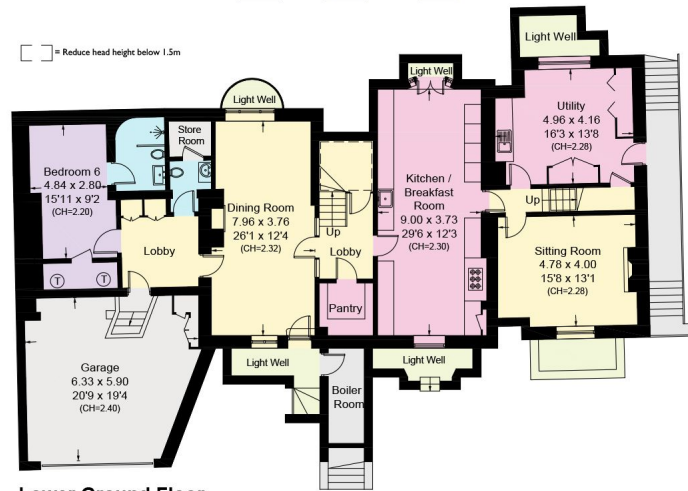 = Reduce head height below 1.5m
Light Well
Light Well
Light Well
Light Well
Store
Room
Utility
4.96 x 4.16
16'3 x 13'8
(CH=2.28)
Bedroom 6
4.84 x 2.80
15'11 x 9'2
(CH=2.20)
Kitchen /
Breakfast
Room
9.00 x 3.73
29'6 x 12'3
(CH=2.30)
Dining Room
7.96 x 3.76
26'1 x 12'4
(CH=2.32)
Up
Up
Lobby
Lobby
Sitting Room
4.78 x 4.00
15'8 x 13'1
(CH=2.28)
T
T
Pantry
Garage
6.33 x 5.90
20'9 x 19'4
(CH=2.40)
Light Well
Light Well
Boiler
Room
Lower Ground Floor